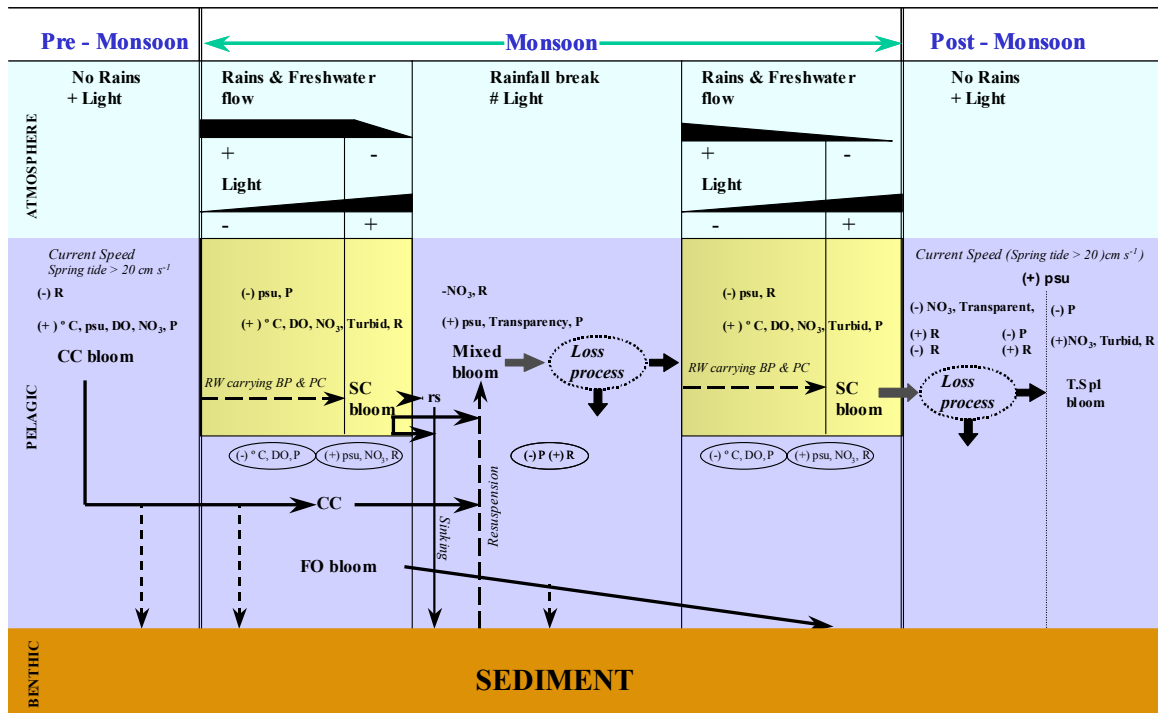 Pre - Monsoon
Monsoon
Post - Monsoon
ATMOSPHERE
No Rains
+ Light
Rains & Freshwater
flow
+ -
Light
- +
Rainfall break
# Light
Rains & Freshwater
flow
+ -
Light
- +
No Rains
+ Light
PELAGIC
Current Speed
Spring tide > 20 cm s⁻¹
(-) R
(+) º C, psu, DO, NO₃, P
CC bloom
(-) psu, P
(+) º C, DO, NO₃, Turbid, R
RW carrying BP & PC
SC
bloom
rs
(-) º C, DO, P
(+) psu, NO₃, R
-NO₃, R
(+) psu, Transparency, P
Mixed
bloom
Loss
process
(-) P (+) R
(-) psu, R
(+) º C, DO, NO₃, Turbid, P
RW carrying BP & PC
SC
bloom
(-) º C, DO, P
(+) psu, NO₃, R
Current Speed (Spring tide > 20 )cm s⁻¹)
(+) psu
(-) NO₃, Transparent,
(+) R (-) P
(-) R (+) R
(-) P
(+)NO₃, Turbid, R
Loss
process
T.Spl
bloom
CC
Sinking
Resuspension
FO bloom
BENTHIC
SEDIMENT